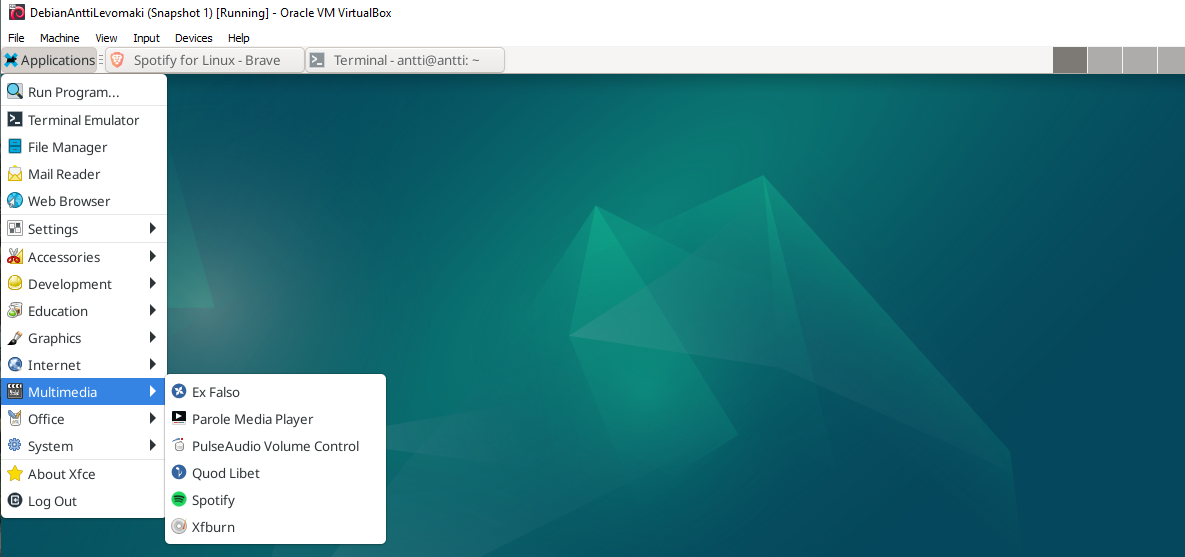 DebianAnttiLevomaki (Snapshot 1) [Running] - Oracle VM VirtualBox
File Machine View Input Devices Help
Applications Spotify for Linux - Brave Terminal - antti@antti: ~
Run Program...
Terminal Emulator
File Manager
Mail Reader
Web Browser
Settings
Accessories
Development
Education
Graphics
Internet
Multimedia
Office
System
About Xfce
Log Out
Ex Falso
Parole Media Player
PulseAudio Volume Control
Quod Libet
Spotify
Xfburn